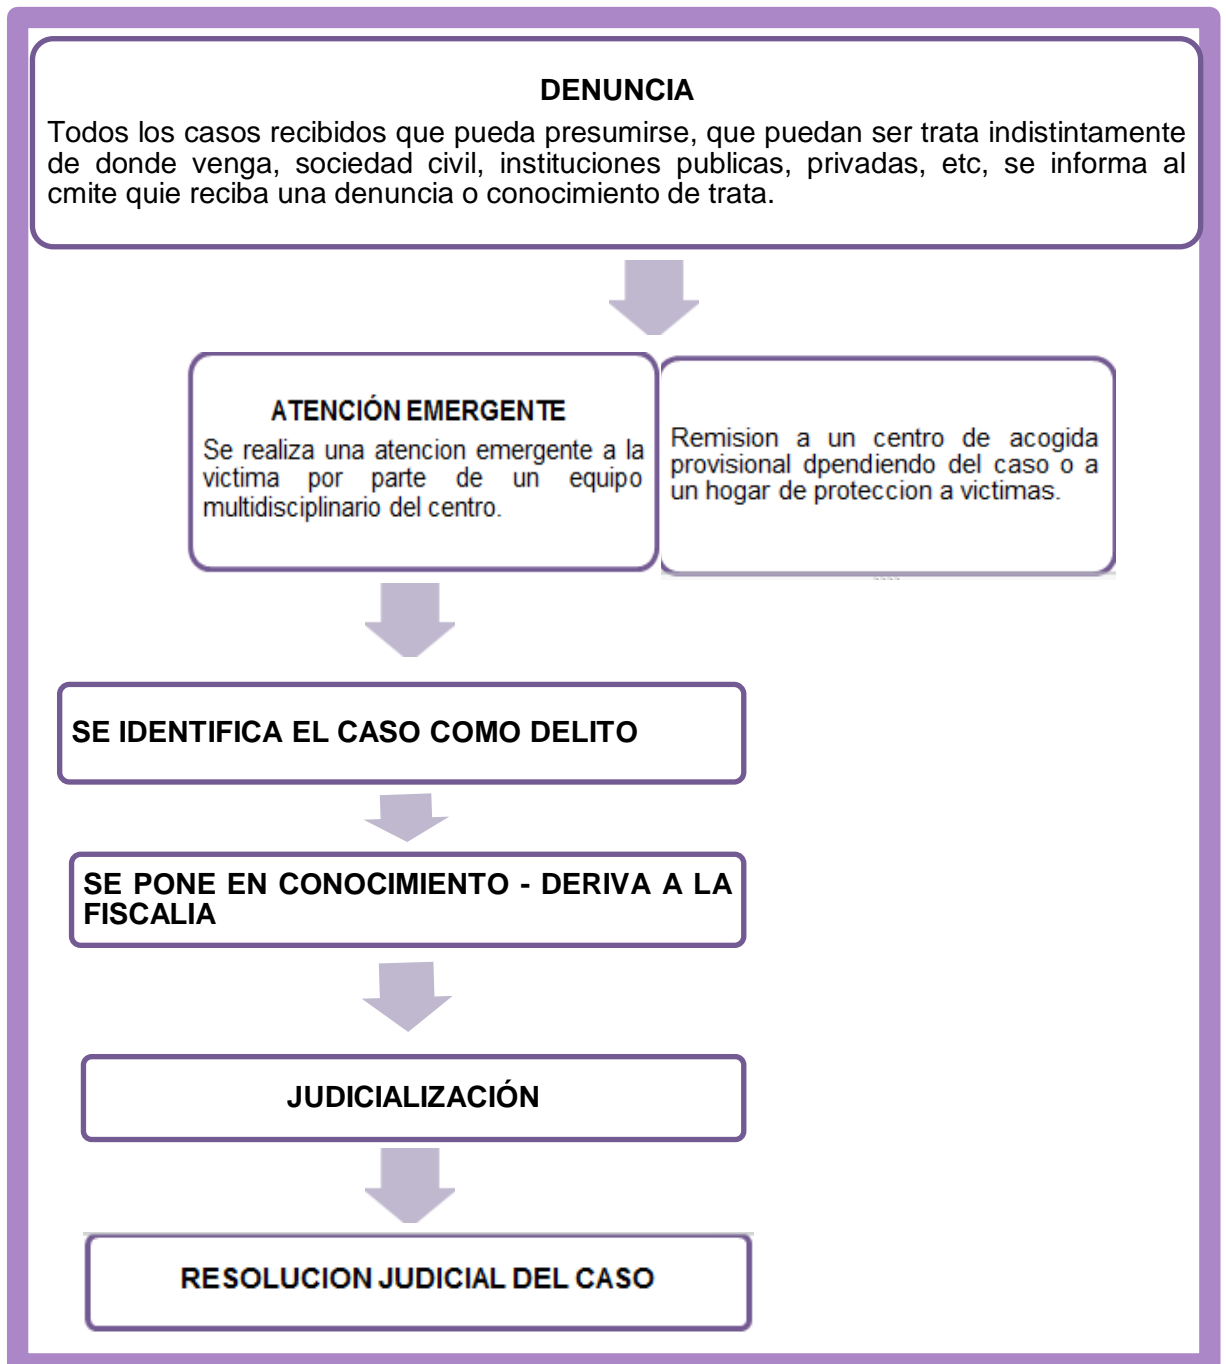 DENUNCIA
Todos los casos recibidos que pueda presumirse, que puedan ser trata indistintamente
de donde venga, sociedad civil, instituciones publicas, privadas, etc, se informa al
cmite quie reciba una denuncia o conocimiento de trata.
ATENCIÓN EMERGENTE
Se realiza una atencion emergente a la
victima por parte de un equipo
multidisciplinario del centro.
Remision a un centro de acogida
provisional dpendiendo del caso o a
un hogar de proteccion a victimas.
SE IDENTIFICA EL CASO COMO DELITO
SE PONE EN CONOCIMIENTO - DERIVA A LA
FISCALIA
JUDICIALIZACIÓN
RESOLUCION JUDICIAL DEL CASO